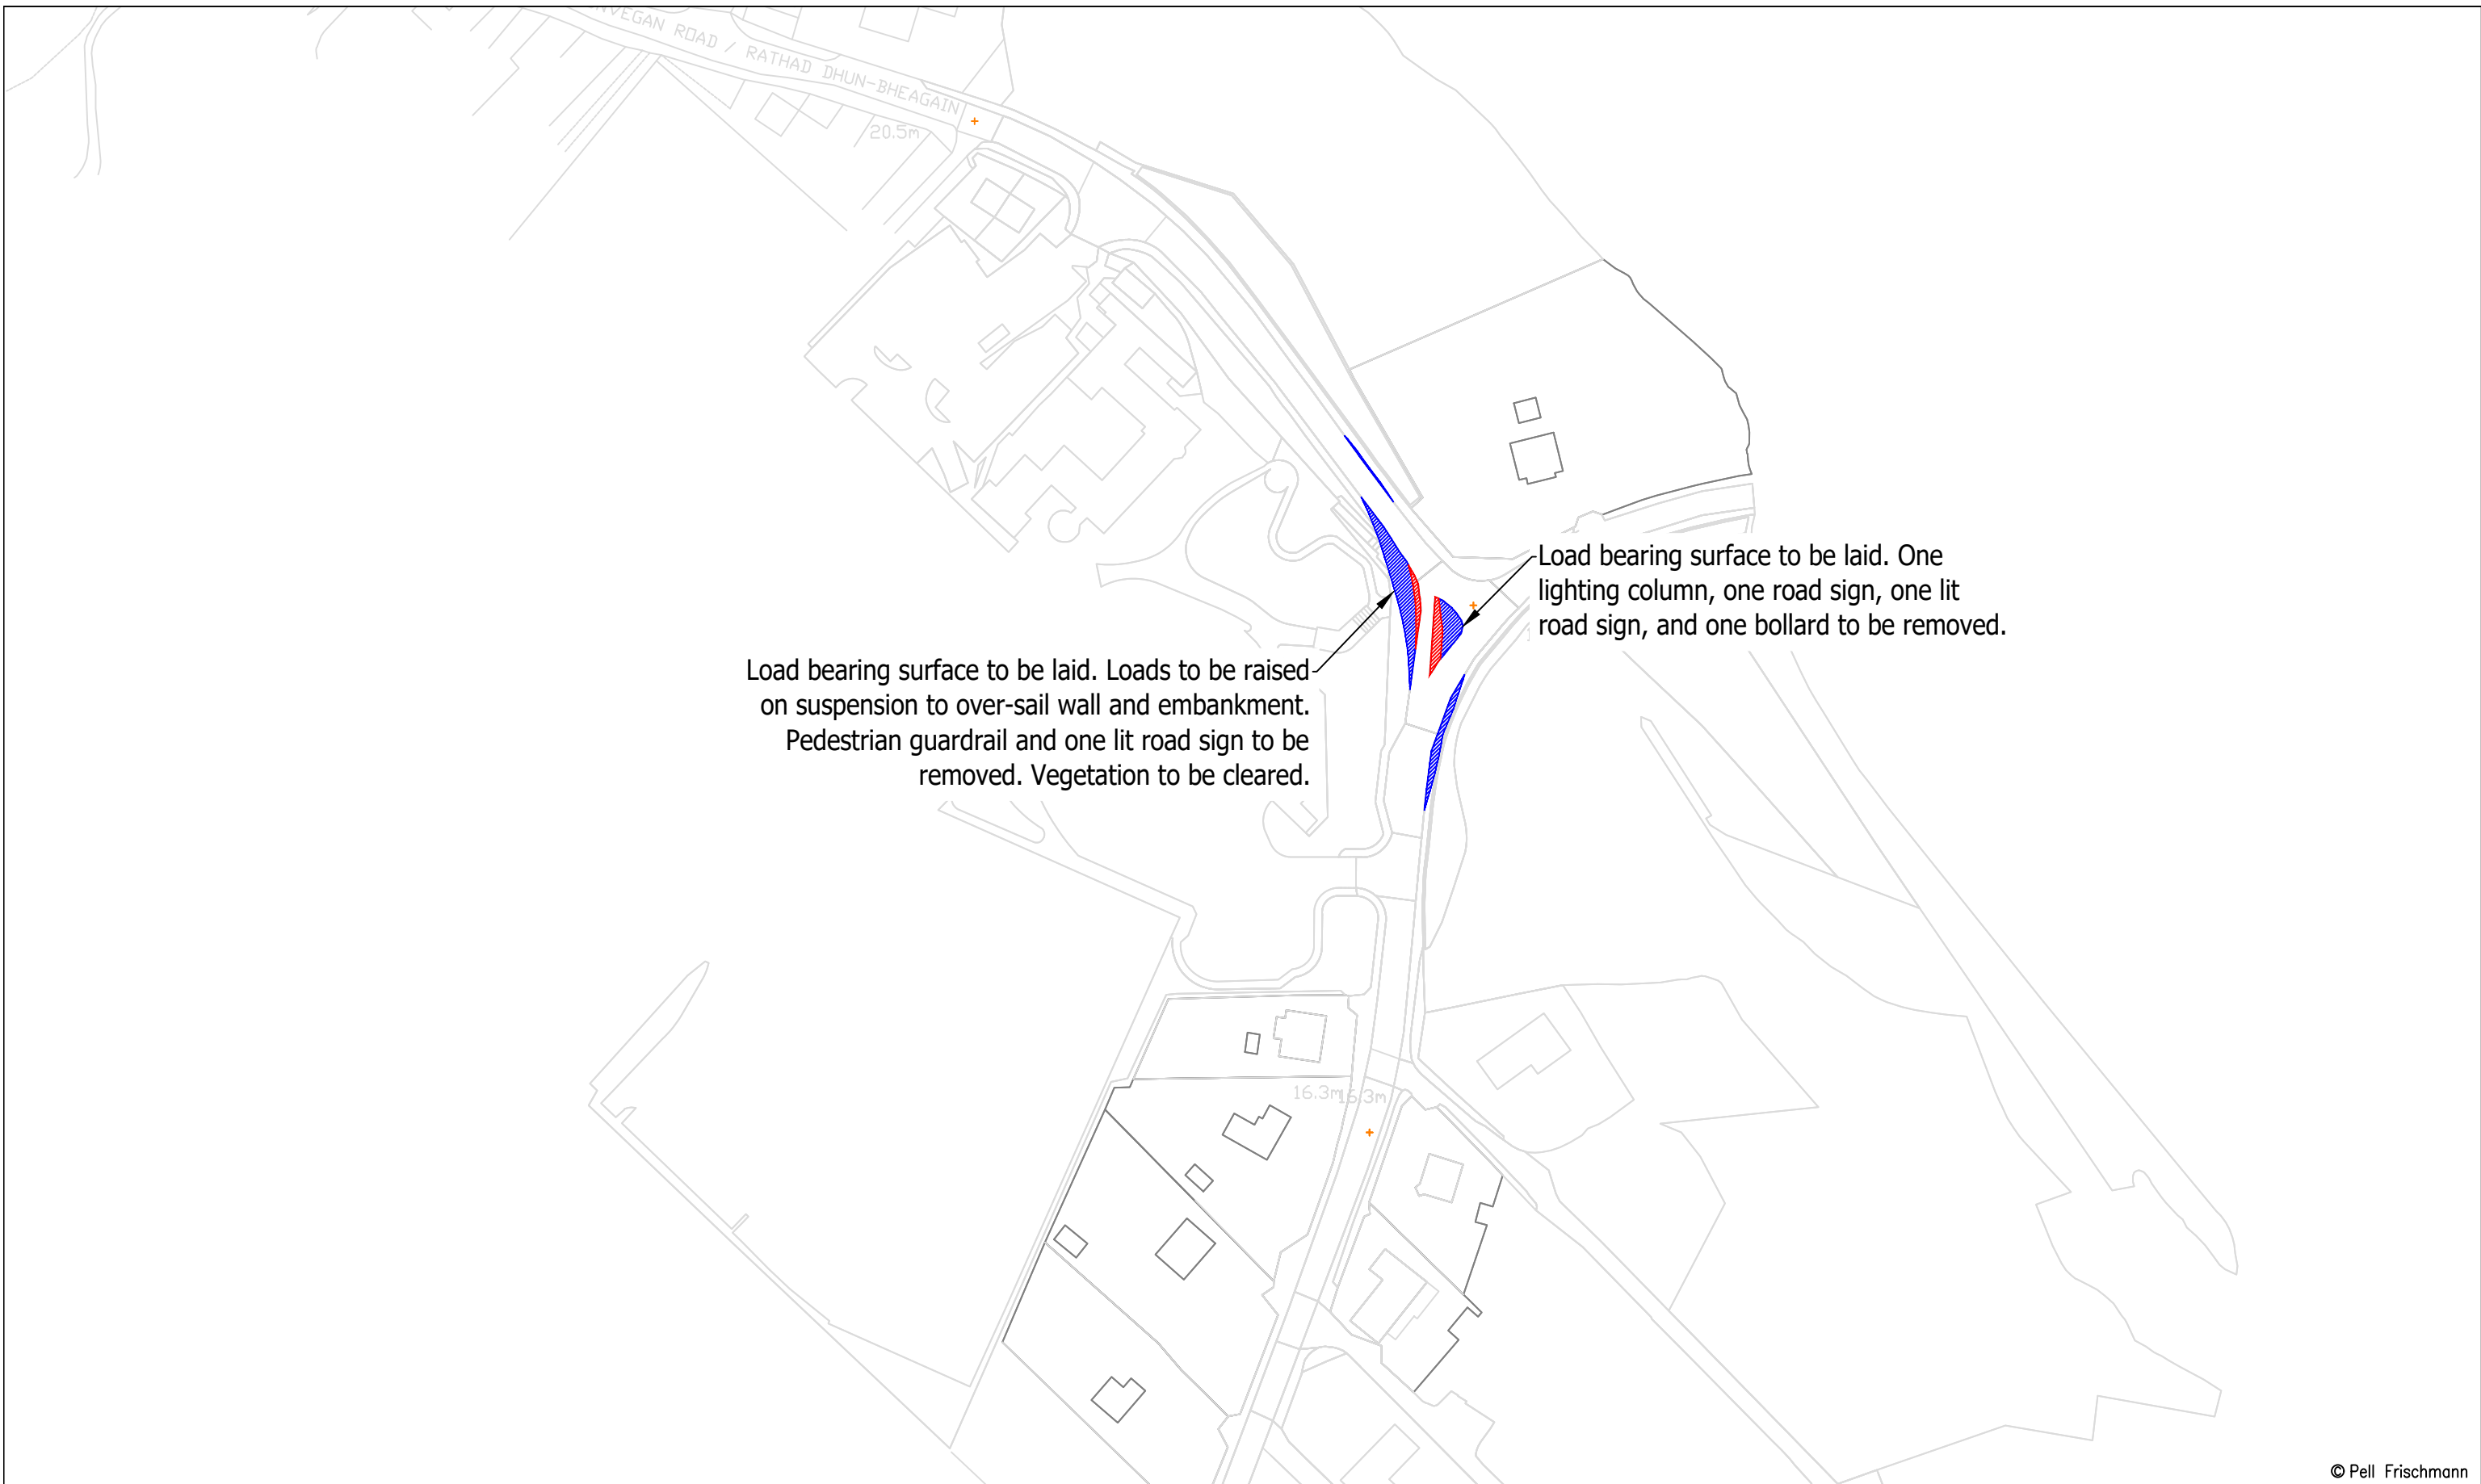 ROAD / RATHAD DHUN-BHEAGAIN
20.5m
Load bearing surface to be laid. One
lighting column, one road sign, one lit
road sign, and one bollard to be removed.
Load bearing surface to be laid. Loads to be raised
on suspension to over-sail wall and embankment.
Pedestrian guardrail and one lit road sign to be
removed. Vegetation to be cleared.
16.3m 16.3m
© Pell Frischmann